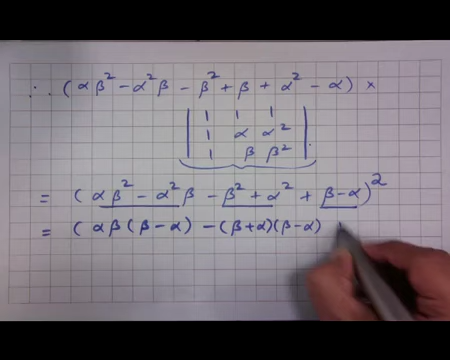 ∴ (αβ² − α²β − β² + β + α² − α) ×
| 1 1 1 |
| 1 α α² |
| 1 β β² | .
= (αβ² − α²β − β² + α² + β − α)²
= (αβ(β − α) − (β + α)(β − α)